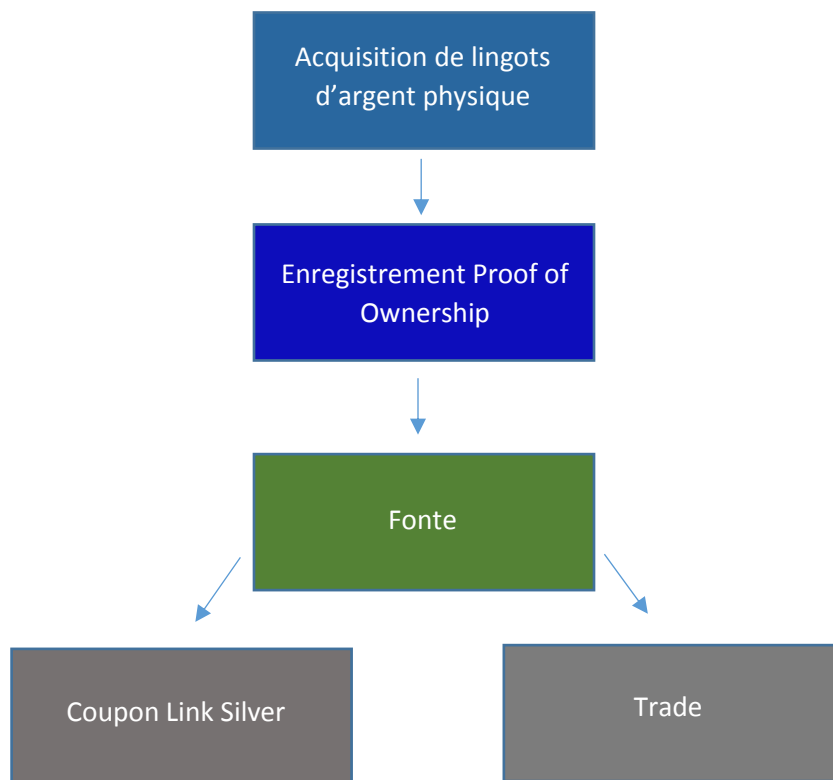 Acquisition de lingots
d’argent physique
Enregistrement Proof of
Ownership
Fonte
Coupon Link Silver
Trade